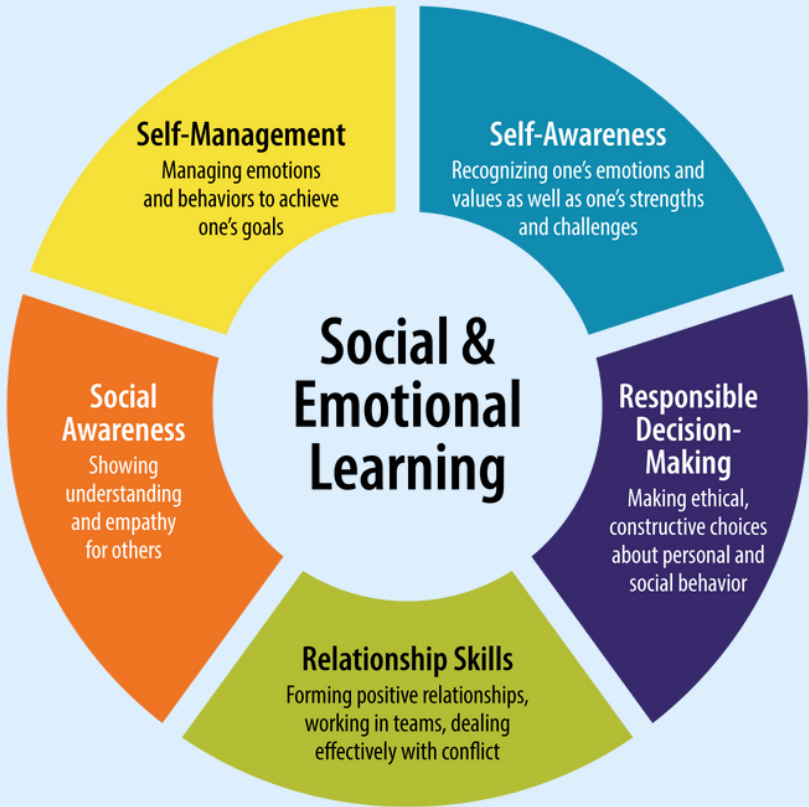 Social &
Emotional
Learning
Self-Awareness
Recognizing one’s emotions and
values as well as one’s strengths
and challenges
Responsible
Decision-
Making
Making ethical,
constructive choices
about personal and
social behavior
Relationship Skills
Forming positive relationships,
working in teams, dealing
effectively with conflict
Social
Awareness
Showing
understanding
and empathy
for others
Self-Management
Managing emotions
and behaviors to achieve
one’s goals